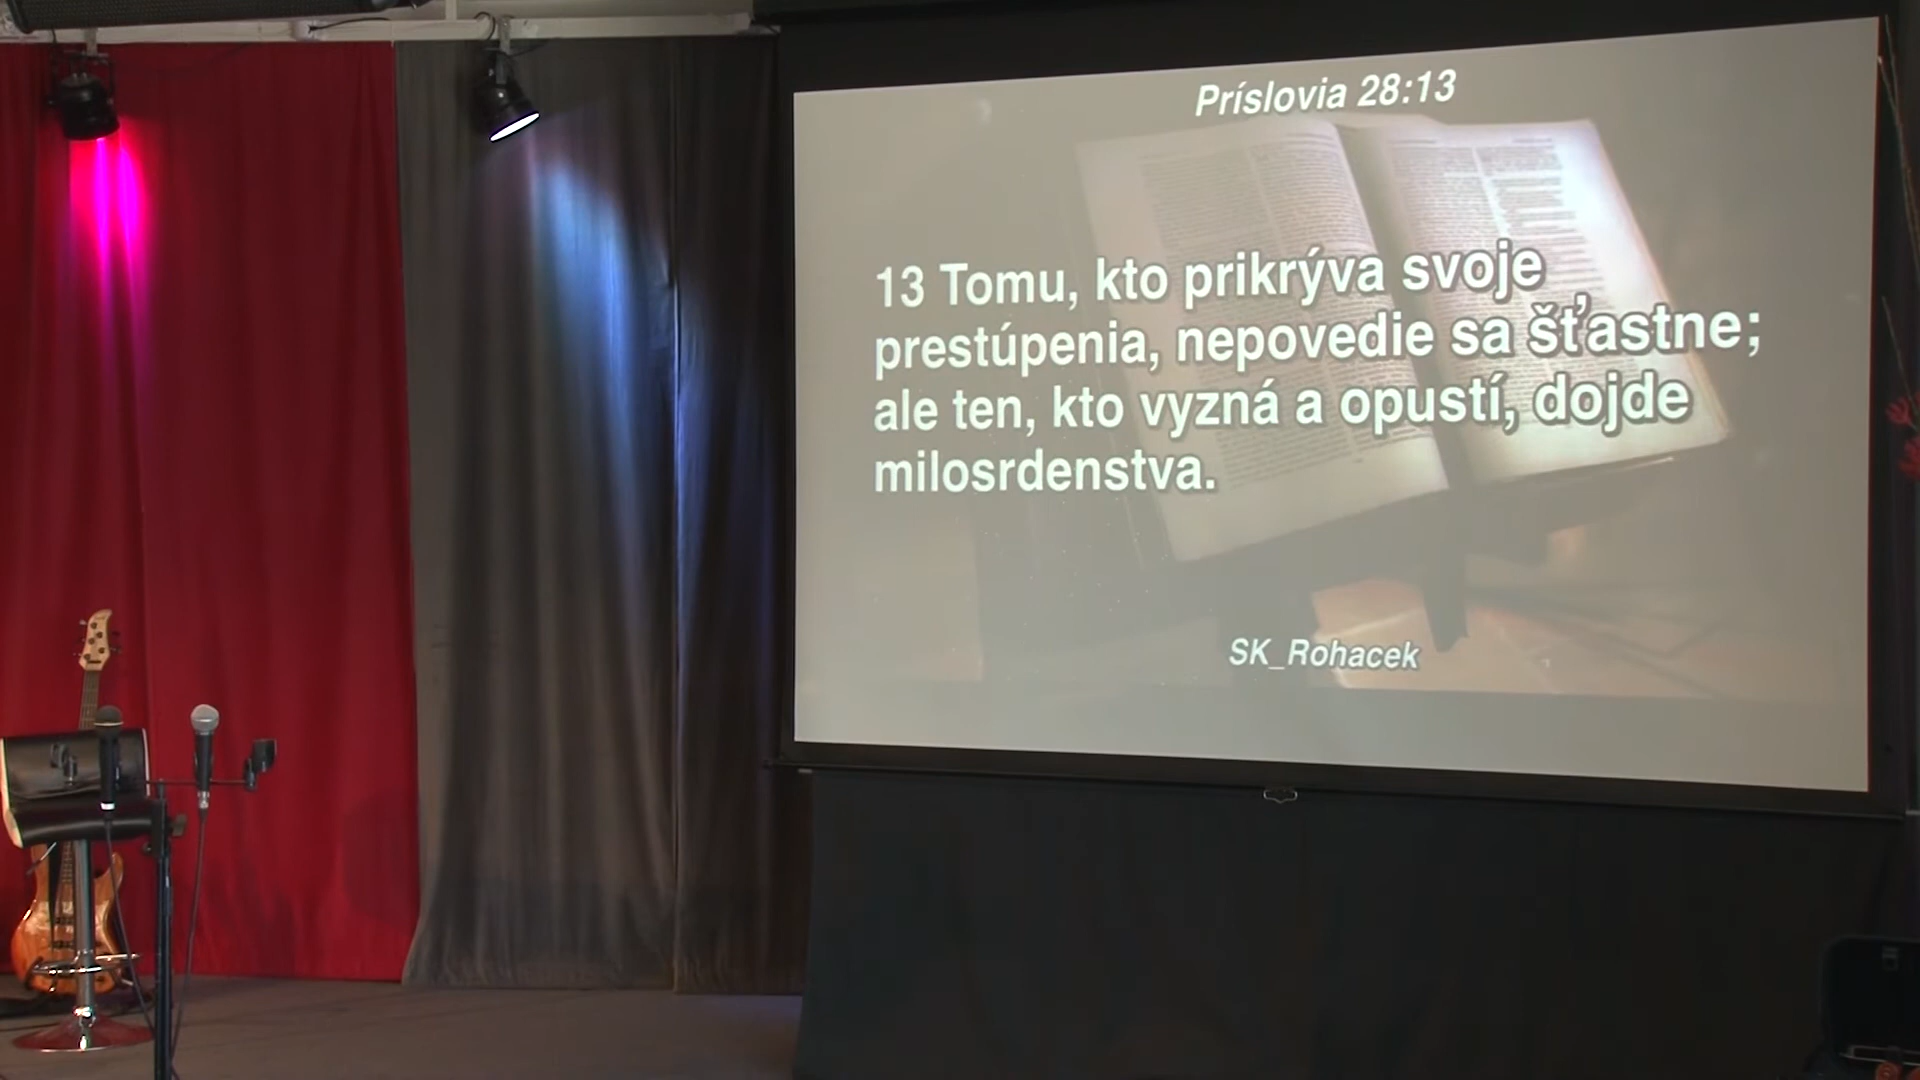 Príslovia 28:13
13 Tomu, kto prikrýva svoje
prestúpenia, nepovedie sa šťastne;
ale ten, kto vyzná a opustí, dojde
milosrdenstva.
SK_Rohacek